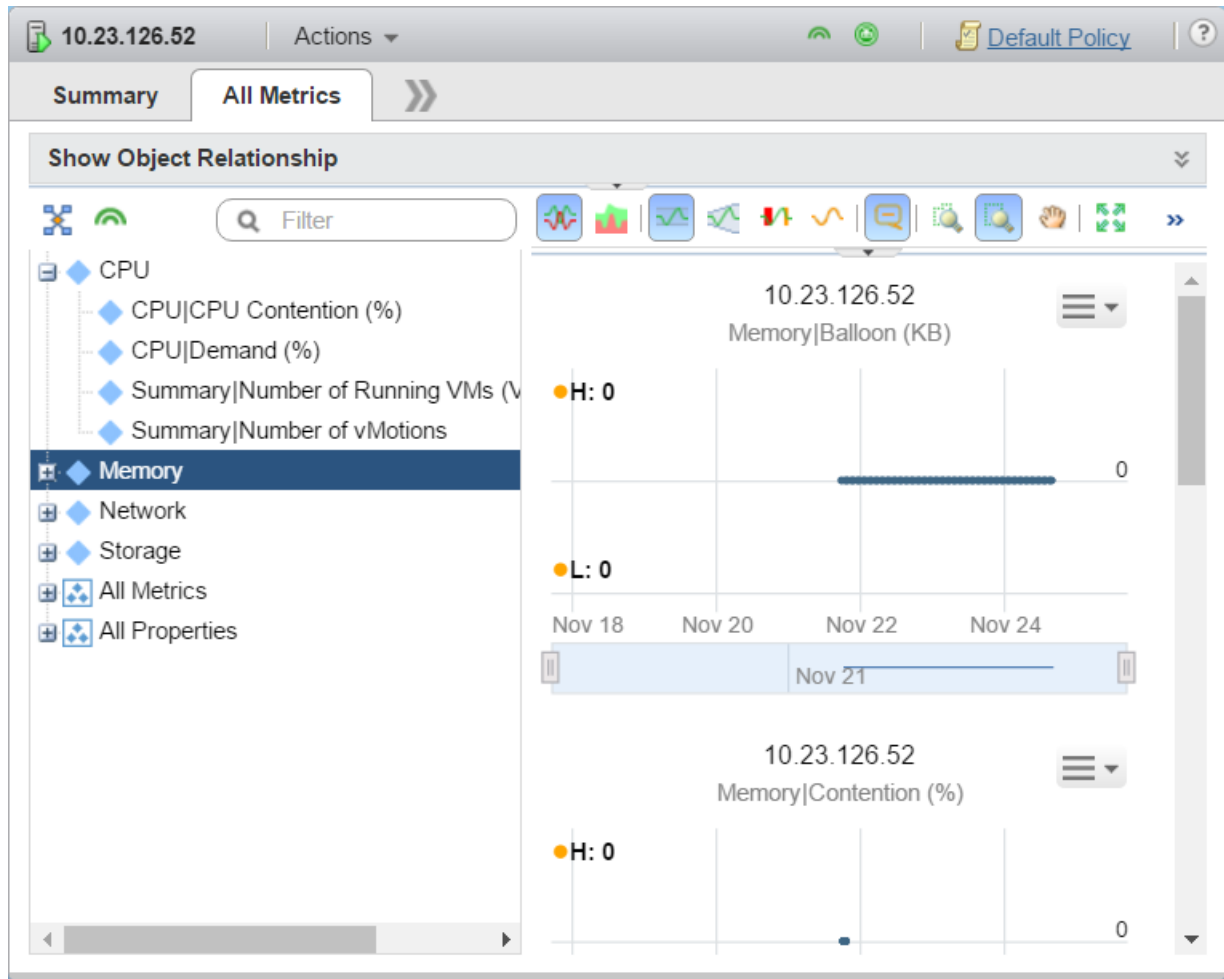 10.23.126.52 Actions Default Policy ?
Summary All Metrics
Show Object Relationship
Filter
CPU
CPU|CPU Contention (%)
CPU|Demand (%)
Summary|Number of Running VMs (V
Summary|Number of vMotions
Memory
Network
Storage
All Metrics
All Properties
10.23.126.52
Memory|Balloon (KB)
H: 0
0
L: 0
Nov 18 Nov 20 Nov 22 Nov 24
Nov 21
10.23.126.52
Memory|Contention (%)
H: 0
0